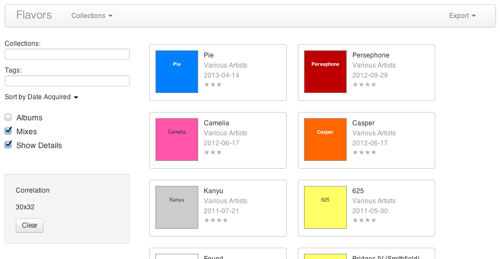 Flavors Collections Export
Collections:
Tags:
Sort by Date Acquired
Albums
Mixes
Show Details
Correlation
30x32
Clear
Pie
Pie
Various Artists
2013-04-14
★★★
Persephone
Persephone
Various Artists
2012-09-29
★★★★
Camelia
Camelia
Various Artists
2012-06-17
★★★
Casper
Casper
Various Artists
2012-06-17
★★★★
Kanyu
Kanyu
Various Artists
2011-07-21
★★★★
625
625
Various Artists
2011-05-30
★★★★
Found
Bridges IV (Smithfield)